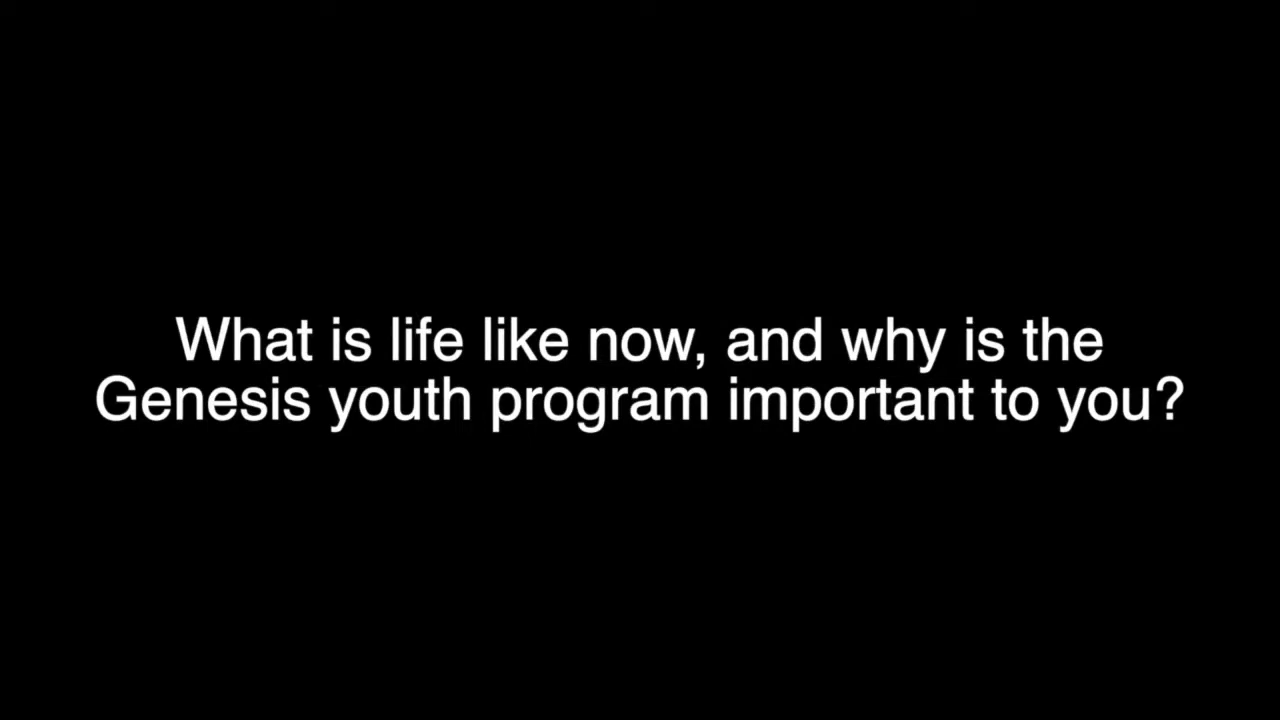 What is life like now, and why is the
Genesis youth program important to you?